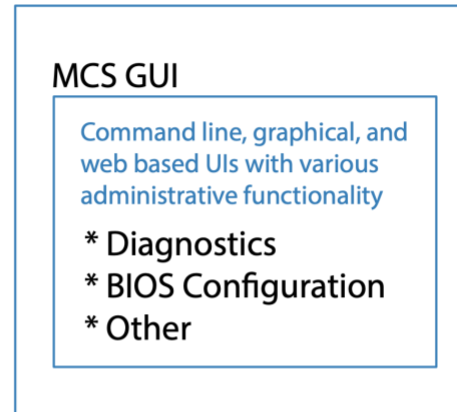 MCS GUI
Command line, graphical, and
web based UIs with various
administrative functionality
* Diagnostics
* BIOS Configuration
* Other